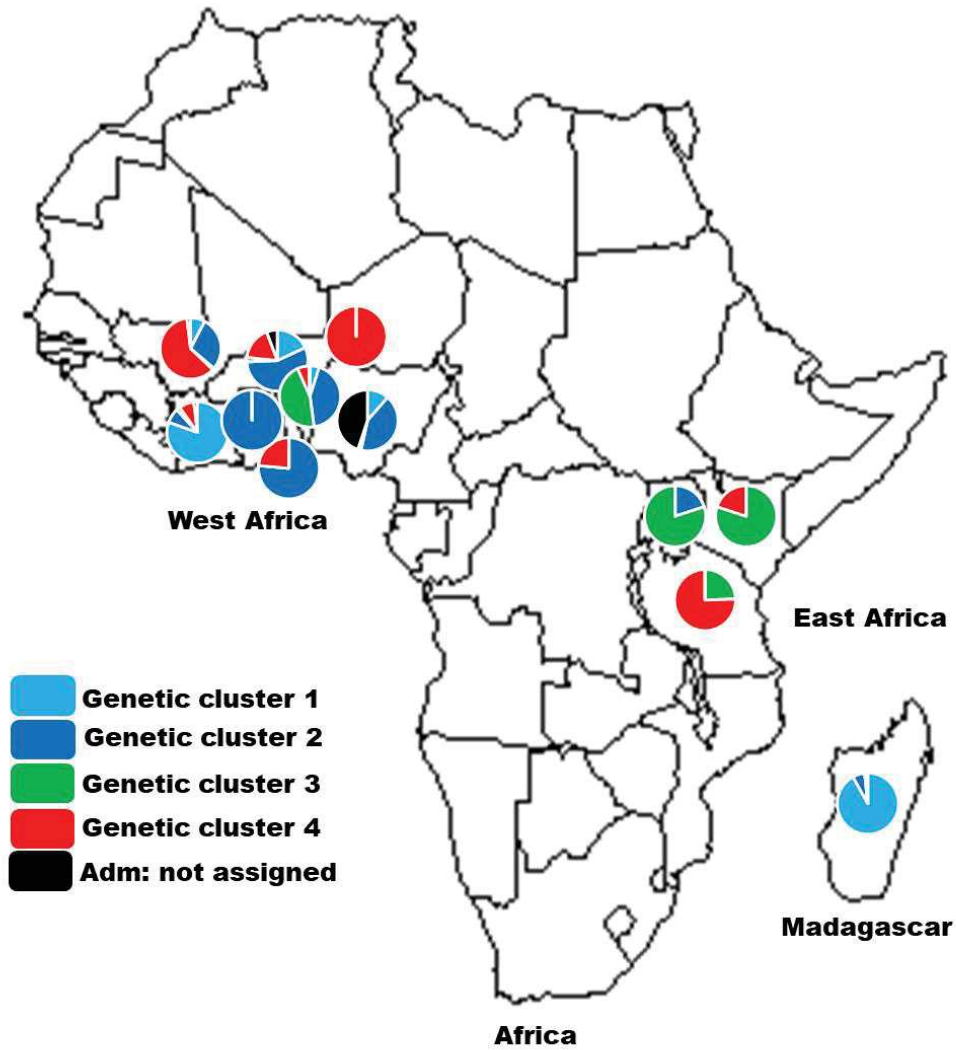 West Africa
East Africa
Genetic cluster 1
Genetic cluster 2
Genetic cluster 3
Genetic cluster 4
Adm: not assigned
Madagascar
Africa